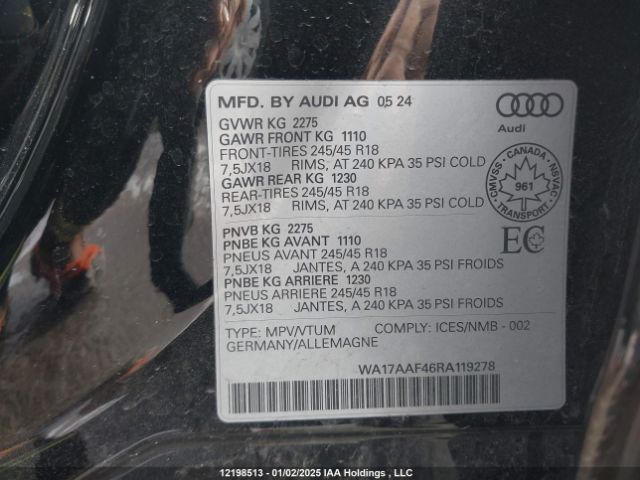 MFD. BY AUDI AG 05 24
Audi
GVWR KG 2275
GAWR FRONT KG 1110
FRONT-TIRES 245/45 R18
7,5JX18 RIMS, AT 240 KPA 35 PSI COLD
GAWR REAR KG 1230
REAR-TIRES 245/45 R18
7,5JX18 RIMS, AT 240 KPA 35 PSI COLD
CMVSS - CANADA - NSVAC
961
TRANSPORT
PNVB KG 2275
PNBE KG AVANT 1110
PNEUS AVANT 245/45 R18
7,5JX18 JANTES, A 240 KPA 35 PSI FROIDS
PNBE KG ARRIERE 1230
PNEUS ARRIERE 245/45 R18
7,5JX18 JANTES, A 240 KPA 35 PSI FROIDS
EC
TYPE: MPV/VTUM COMPLY: ICES/NMB - 002
GERMANY/ALLEMAGNE
WA17AAF46RA119278
12198513 - 01/02/2025 IAA Holdings , LLC